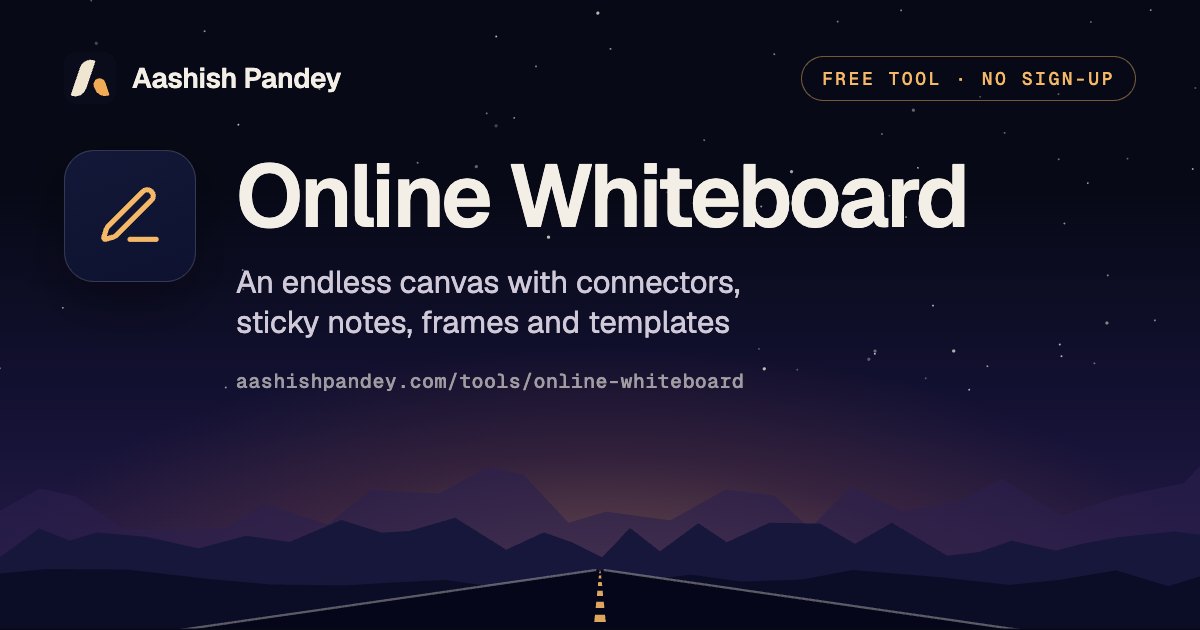 Aashish Pandey
FREE TOOL · NO SIGN-UP
Online Whiteboard
An endless canvas with connectors,
sticky notes, frames and templates
aashishpandey.com/tools/online-whiteboard